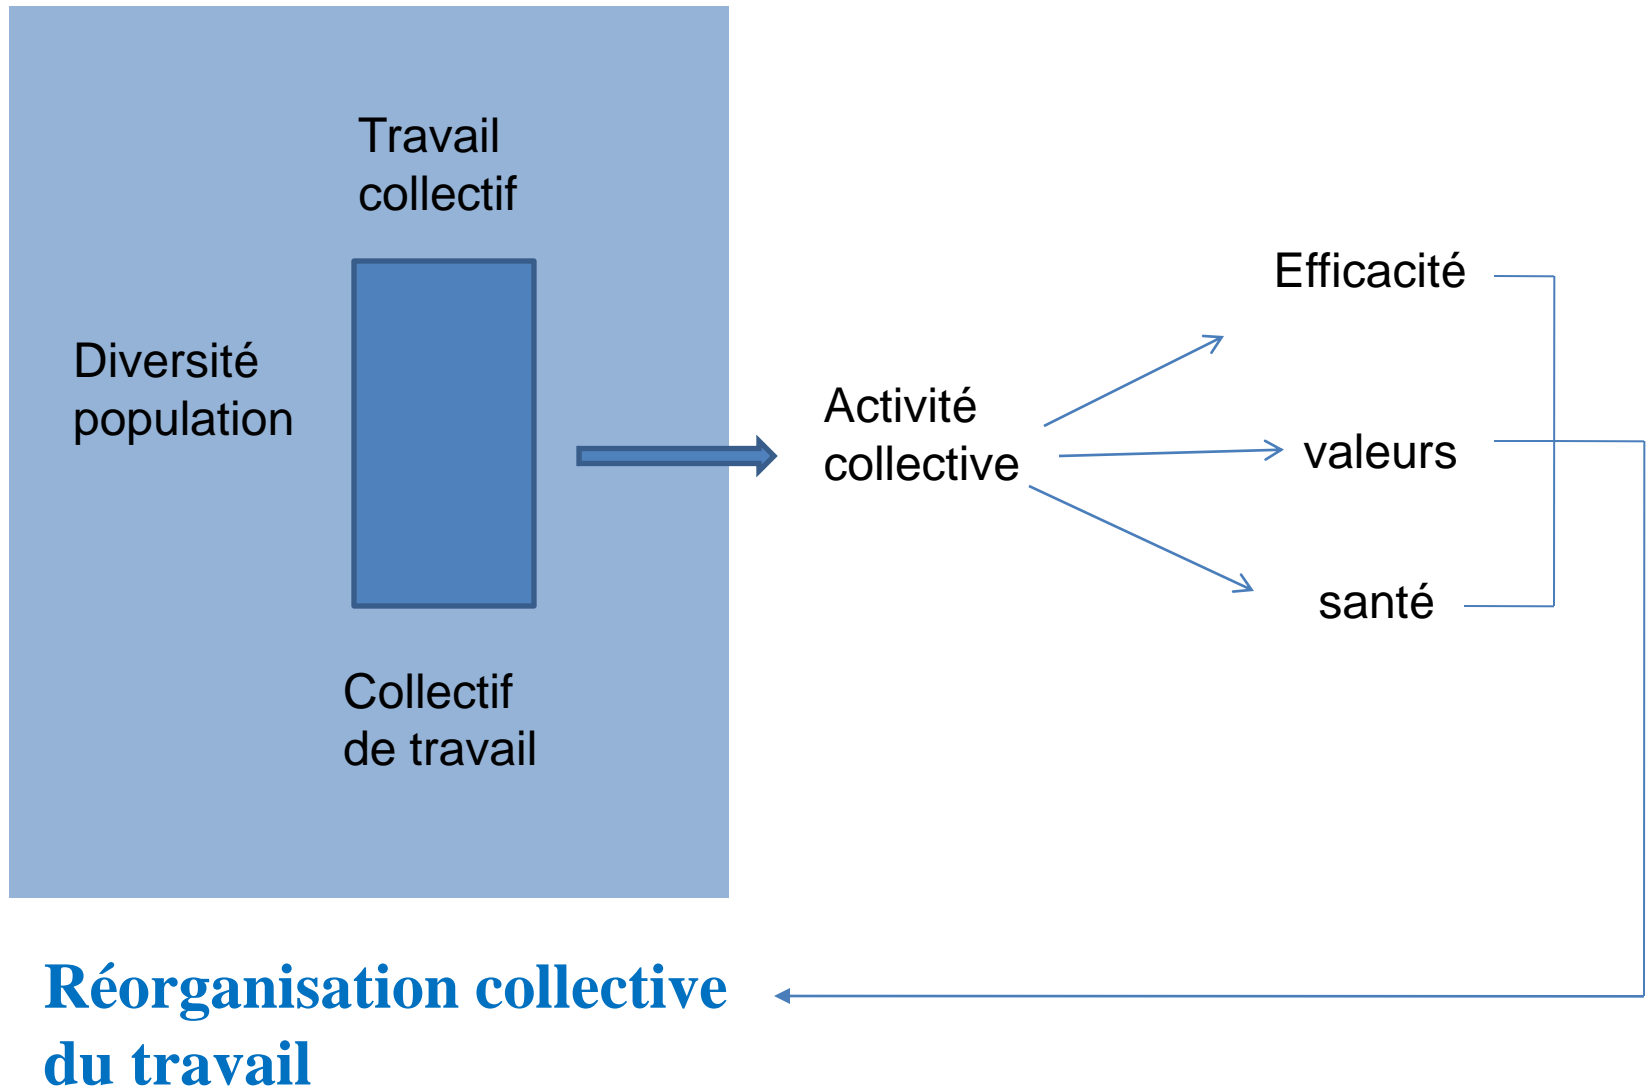 Travail
collectif
Diversité
population
Collectif
de travail
Activité
collective
Efficacité
valeurs
santé
Réorganisation collective
du travail